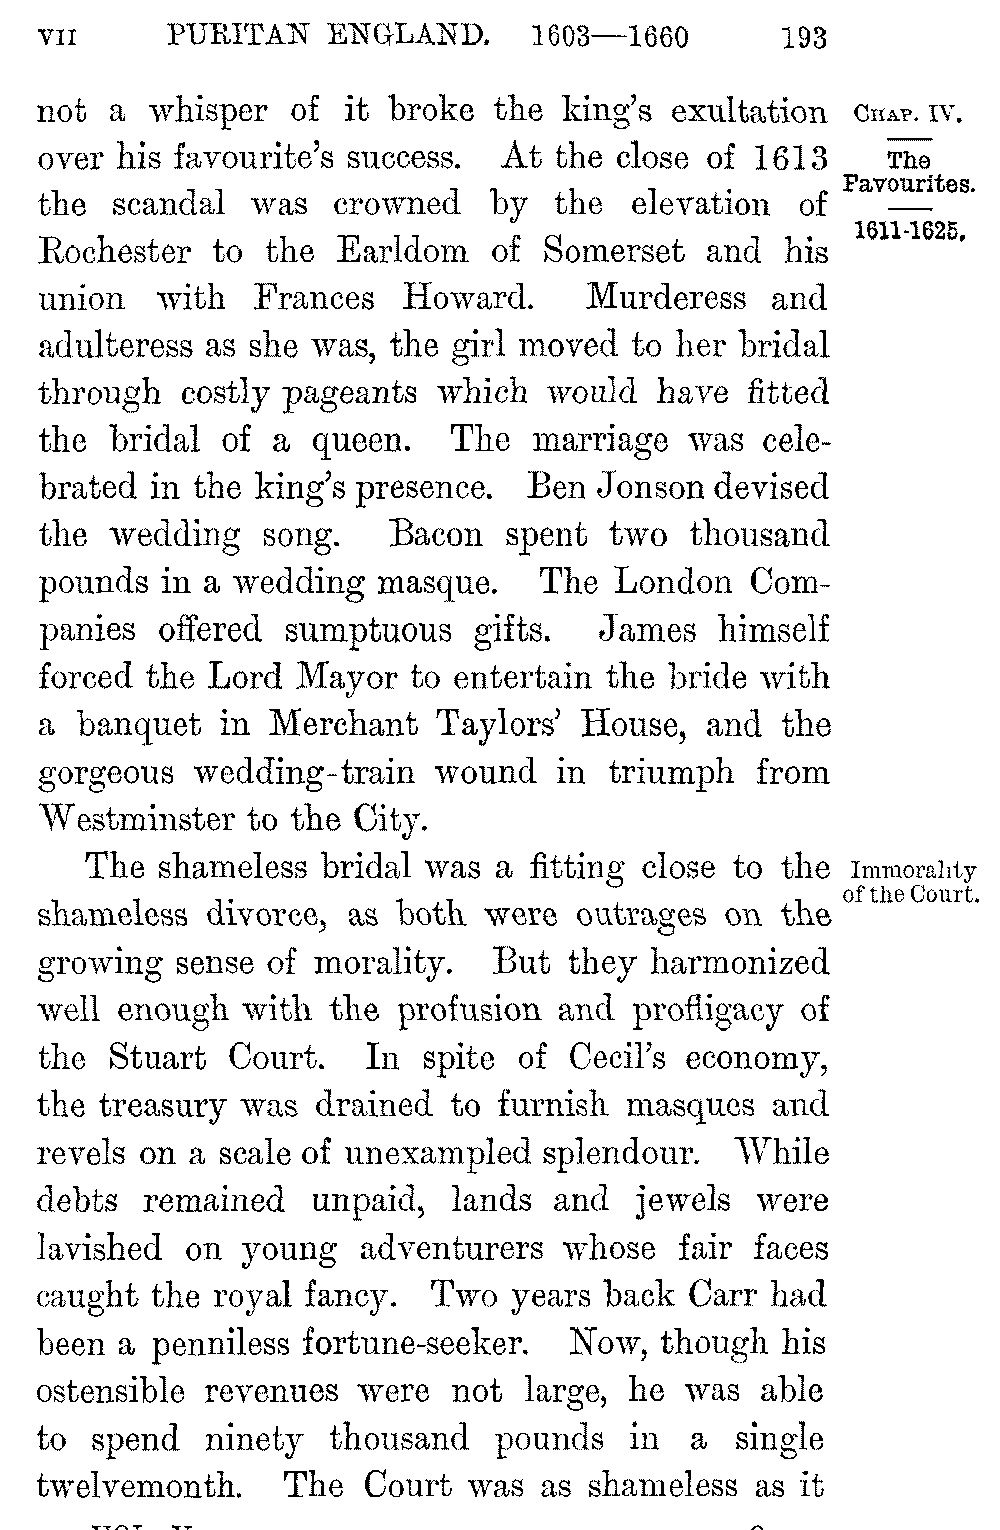 VII PURITAN ENGLAND. 1603—1660 193
not a whisper of it broke the king's exultation
over his favourite's success. At the close of 1613
the scandal was crowned by the elevation of
Rochester to the Earldom of Somerset and his
union with Frances Howard. Murderess and
adulteress as she was, the girl moved to her bridal
through costly pageants which would have fitted
the bridal of a queen. The marriage was cele-
brated in the king's presence. Ben Jonson devised
the wedding song. Bacon spent two thousand
pounds in a wedding masque. The London Com-
panies offered sumptuous gifts. James himself
forced the Lord Mayor to entertain the bride with
a banquet in Merchant Taylors' House, and the
gorgeous wedding-train wound in triumph from
Westminster to the City.
The shameless bridal was a fitting close to the
shameless divorce, as both were outrages on the
growing sense of morality. But they harmonized
well enough with the profusion and profligacy of
the Stuart Court. In spite of Cecil's economy,
the treasury was drained to furnish masques and
revels on a scale of unexampled splendour. While
debts remained unpaid, lands and jewels were
lavished on young adventurers whose fair faces
caught the royal fancy. Two years back Carr had
been a penniless fortune-seeker. Now, though his
ostensible revenues were not large, he was able
to spend ninety thousand pounds in a single
twelvemonth. The Court was as shameless as it
CHAP. IV.
The
Favourites.
1611-1625.
Immorality
of the Court.